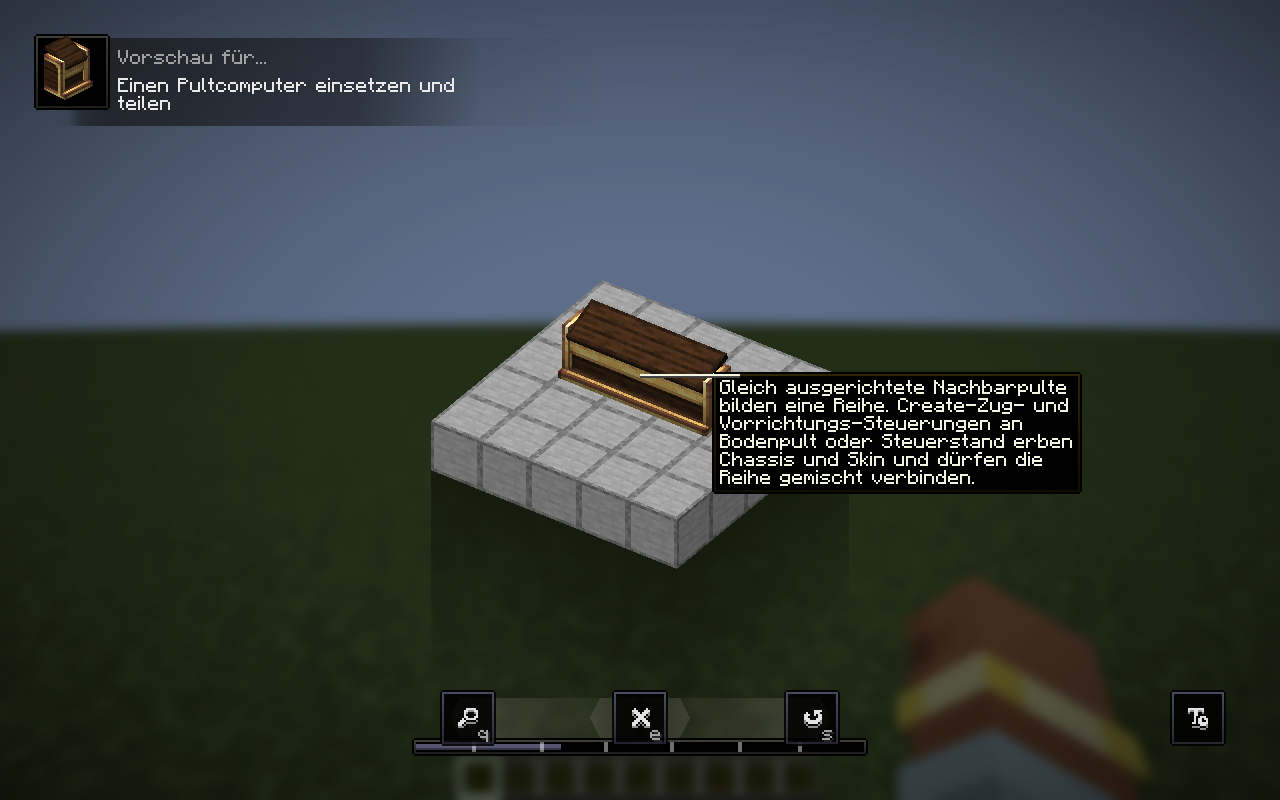 Vorschau für...
Einen Pultcomputer einsetzen und
teilen
Gleich ausgerichtete Nachbarpulte
bilden eine Reihe. Create-Zug- und
Vorrichtungs-Steuerungen an
Bodenpult oder Steuerstand erben
Chassis und Skin und dürfen die
Reihe gemischt verbinden.
q
e
s
T